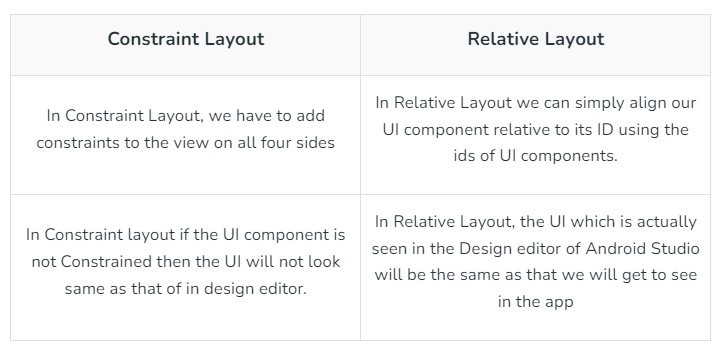 Constraint Layout
Relative Layout
In Constraint Layout, we have to add
constraints to the view on all four sides
In Relative Layout we can simply align our
UI component relative to its ID using the
ids of UI components.
In Constraint layout if the UI component is
not Constrained then the UI will not look
same as that of in design editor.
In Relative Layout, the UI which is actually
seen in the Design editor of Android Studio
will be the same as that we will get to see
in the app